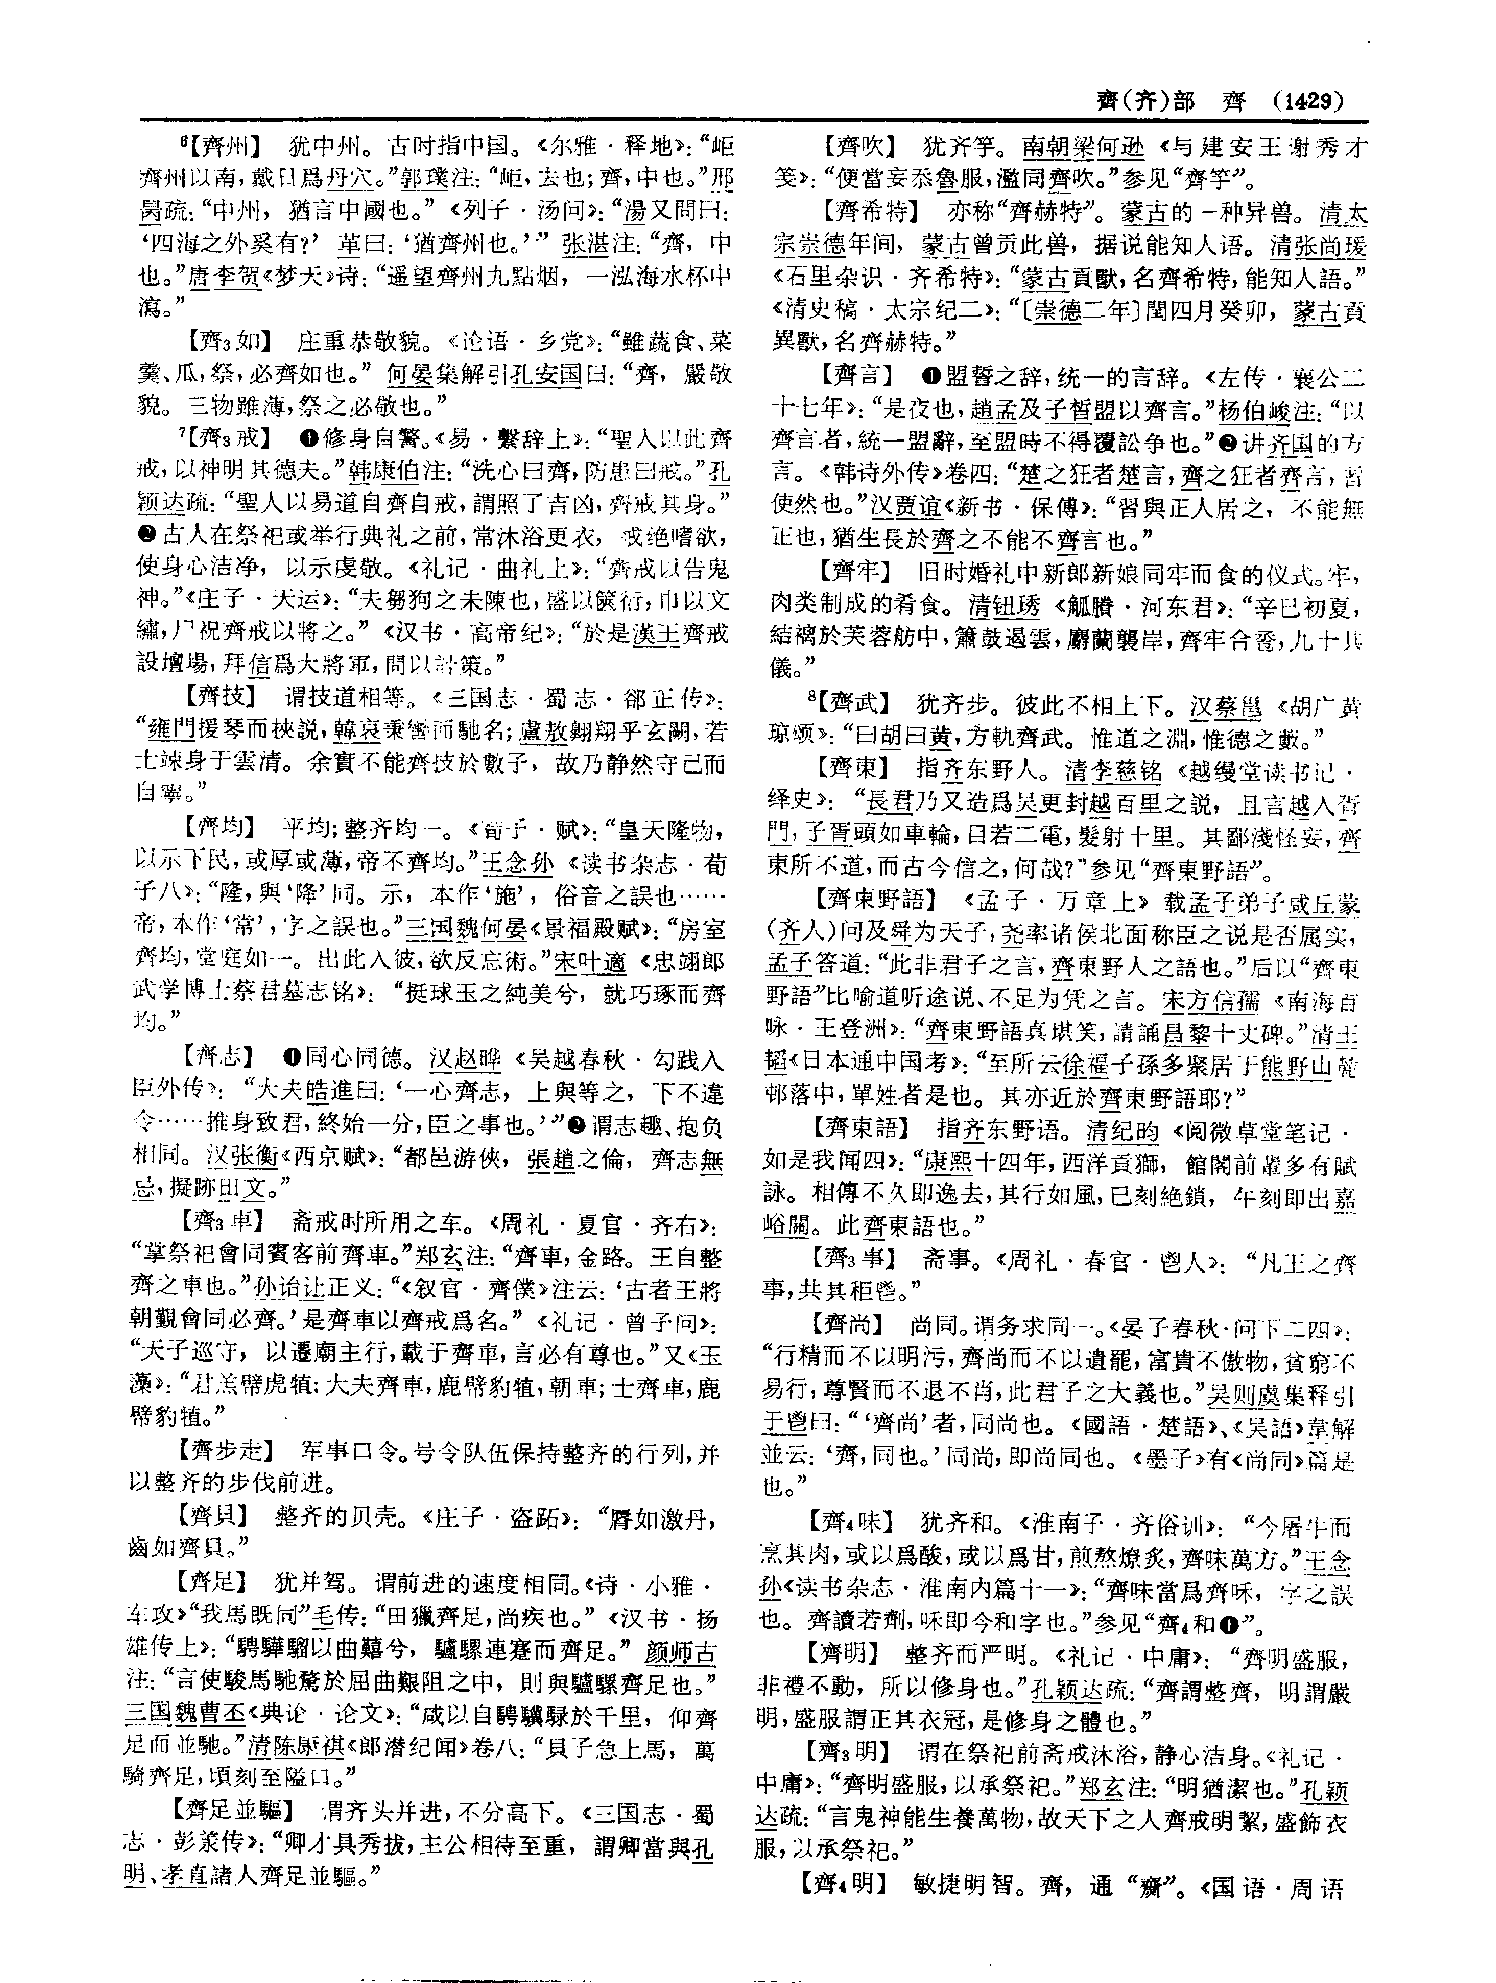 齊(齐)部　齊　(1429)
⁶【齊州】　犹中州。古时指中国。《尔雅·释地》：“岠
齊州以南，戴日爲丹穴。”郭璞注：“岠，去也；齊，中也。”邢
昺疏：“中州，猶言中國也。”《列子·汤问》：“湯又問曰：
‘四海之外奚有？’革曰：‘猶齊州也。’”张湛注：“齊，中
也。”唐李贺《梦天》诗：“遥望齊州九點烟，一泓海水杯中
瀉。”
【齊₃如】　庄重恭敬貌。《论语·乡党》：“雖蔬食、菜
羹、瓜，祭，必齊如也。”何晏集解引孔安国曰：“齊，嚴敬
貌。三物雖薄，祭之必敬也。”
⁷【齊₃戒】　❶修身自警。《易·繫辞上》：“聖人以此齊
戒，以神明其德夫。”韩康伯注：“洗心曰齊，防患曰戒。”孔
颖达疏：“聖人以易道自齊自戒，謂照了吉凶，齊戒其身。”
❷古人在祭祀或举行典礼之前，常沐浴更衣，戒绝嗜欲，
使身心洁净，以示虔敬。《礼记·曲礼上》：“齊戒以告鬼
神。”《庄子·天运》：“夫芻狗之未陳也，盛以篋衍，巾以文
繡，尸祝齊戒以將之。”《汉书·高帝纪》：“於是漢王齊戒
設壇場，拜信爲大將軍，問以計策。”
【齊技】　谓技道相等。《三国志·蜀志·郤正传》：
“雍門援琴而挾説，韓哀秉轡而馳名；盧敖翱翔乎玄闕，若
士竦身于雲清。余實不能齊技於數子，故乃静然守己而
自寧。”
【齊均】　平均；整齐均一。《荀子·赋》：“皇天隆物，
以示下民，或厚或薄，帝不齊均。”王念孙《读书杂志·荀
子八》：“隆，與‘降’同。示，本作‘施’，俗音之誤也……
帝，本作‘常’，字之誤也。”三国魏何晏《景福殿赋》：“房室
齊均，堂庭如一。出此入彼，欲反忘術。”宋叶適《忠翊郎
武学博士蔡君墓志铭》：“挺球玉之純美兮，就巧琢而齊
均。”
【齊志】　❶同心同德。汉赵晔《吴越春秋·勾践入
臣外传》：“大夫皓進曰：‘一心齊志，上與等之，下不違
令……推身致君，終始一分，臣之事也。’”❷谓志趣、抱负
相同。汉张衡《西京赋》：“都邑游俠，張趙之倫，齊志無
忌，擬跡田文。”
【齊₃車】　斋戒时所用之车。《周礼·夏官·齐右》：
“掌祭祀會同賓客前齊車。”郑玄注：“齊車，金路。王自整
齊之車也。”孙诒让正义：“《叙官·齊僕》注云：‘古者王將
朝覲會同必齊。’是齊車以齊戒爲名。”《礼记·曾子问》：
“天子巡守，以遷廟主行，載于齊車，言必有尊也。”又《玉
藻》：“君羔幦虎犆；大夫齊車，鹿幦豹犆，朝車；士齊車，鹿
幦豹犆。”
【齊步走】　军事口令。号令队伍保持整齐的行列，并
以整齐的步伐前进。
【齊貝】　整齐的贝壳。《庄子·盗跖》：“脣如激丹，
齒如齊貝。”
【齊足】　犹并驾。谓前进的速度相同。《诗·小雅·
车攻》“我馬既同”毛传：“田獵齊足，尚疾也。”《汉书·扬
雄传上》：“騁驊騮以曲囏兮，驢騾連蹇而齊足。”颜师古
注：“言使駿馬馳騖於屈曲艱阻之中，則與驢騾齊足也。”
三国魏曹丕《典论·论文》：“咸以自騁驥騄於千里，仰齊
足而並馳。”清陈康祺《郎潜纪闻》卷八：“貝子急上馬，萬
騎齊足，頃刻至隘口。”
【齊足並驅】　谓齐头并进，不分高下。《三国志·蜀
志·彭羕传》：“卿才具秀拔，主公相待至重，謂卿當與孔
明、孝直諸人齊足並驅。”
【齊吹】　犹齐竽。南朝梁何逊《与建安王谢秀才
笺》：“便當妄忝魯服，濫同齊吹。”参见“齊竽”。
【齊希特】　亦称“齊赫特”。蒙古的一种异兽。清太
宗崇德年间，蒙古曾贡此兽，据说能知人语。清张尚瑗
《石里杂识·齐希特》：“蒙古貢獸，名齊希特，能知人語。”
《清史稿·太宗纪二》：“〔崇德二年〕閏四月癸卯，蒙古貢
異獸，名齊赫特。”
【齊言】　❶盟誓之辞，统一的言辞。《左传·襄公二
十七年》：“是夜也，趙孟及子皙盟以齊言。”杨伯峻注：“以
齊言者，統一盟辭，至盟時不得覆訟争也。”❷讲齐国的方
言。《韩诗外传》卷四：“楚之狂者楚言，齊之狂者齊言，習
使然也。”汉贾谊《新书·保傅》：“習與正人居之，不能無
正也，猶生長於齊之不能不齊言也。”
【齊牢】　旧时婚礼中新郎新娘同牢而食的仪式。牢，
肉类制成的肴食。清钮琇《觚賸·河东君》：“辛巳初夏，
結褵於芙蓉舫中，簫鼓遏雲，麝蘭襲岸，齊牢合卺，九十其
儀。”
⁸【齊武】　犹齐步。彼此不相上下。汉蔡邕《胡广黄
琼颂》：“曰胡曰黄，方軌齊武。惟道之淵，惟德之藪。”
【齊東】　指齐东野人。清李慈铭《越缦堂读书记·
绎史》：“長君乃又造爲吴更封越百里之説，且言越入胥
門，子胥頭如車輪，目若二電，髮射十里。其鄙淺怪妄，齊
東所不道，而古今信之，何哉？”参见“齊東野語”。
【齊東野語】　《孟子·万章上》载孟子弟子咸丘蒙
(齐人)问及舜为天子，尧率诸侯北面称臣之说是否属实，
孟子答道：“此非君子之言，齊東野人之語也。”后以“齊東
野語”比喻道听途说、不足为凭之言。宋方信孺《南海百
咏·王登洲》：“齊東野語真堪笑，請誦昌黎十丈碑。”清王
韬《日本通中国考》：“至所云徐福子孫多聚居于熊野山麓
邨落中，單姓者是也。其亦近於齊東野語耶？”
【齊東語】　指齐东野语。清纪昀《阅微草堂笔记·
如是我闻四》：“康熙十四年，西洋貢獅，館閣前輩多有賦
詠。相傳不久即逸去，其行如風，巳刻絶鎖，午刻即出嘉
峪關。此齊東語也。”
【齊₃事】　斋事。《周礼·春官·鬯人》：“凡王之齊
事，共其秬鬯。”
【齊尚】　尚同。谓务求同一。《晏子春秋·问下二四》：
“行精而不以明污，齊尚而不以遺罷，富貴不傲物，貧窮不
易行，尊賢而不退不肖，此君子之大義也。”吴则虞集释引
于鬯曰：“‘齊尚’者，同尚也。《國語·楚語》、《吴語》韋解
並云：‘齊，同也。’同尚，即尚同也。《墨子》有《尚同》篇是
也。”
【齊₄味】　犹齐和。《淮南子·齐俗训》：“今屠牛而
烹其肉，或以爲酸，或以爲甘，煎熬燎炙，齊味萬方。”王念
孙《读书杂志·淮南内篇十一》：“齊味當爲齊咊，字之誤
也。齊讀若劑，咊即今和字也。”参见“齊₄和❶”。
【齊明】　整齐而严明。《礼记·中庸》：“齊明盛服，
非禮不動，所以修身也。”孔颖达疏：“齊謂整齊，明謂嚴
明，盛服謂正其衣冠，是修身之體也。”
【齊₃明】　谓在祭祀前斋戒沐浴，静心洁身。《礼记·
中庸》：“齊明盛服，以承祭祀。”郑玄注：“明猶潔也。”孔颖
达疏：“言鬼神能生養萬物，故天下之人齊戒明絜，盛飾衣
服，以承祭祀。”
【齊₄明】　敏捷明智。齊，通“齌”。《国语·周语